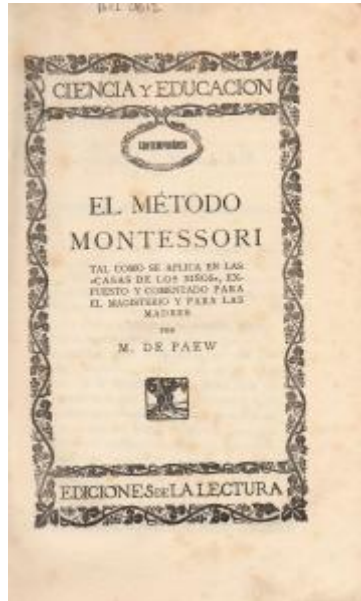 CIENCIA Y EDUCACION
CONTEMPORÁNEA
EL MÉTODO
MONTESSORI
TAL COMO SE APLICA EN LAS
«CASAS DE LOS NIÑOS», EX-
PUESTO Y COMENTADO PARA
EL MAGISTERIO Y PARA LAS
MADRES
POR
M. DE PAEW
EDICIONES DE LA LECTURA